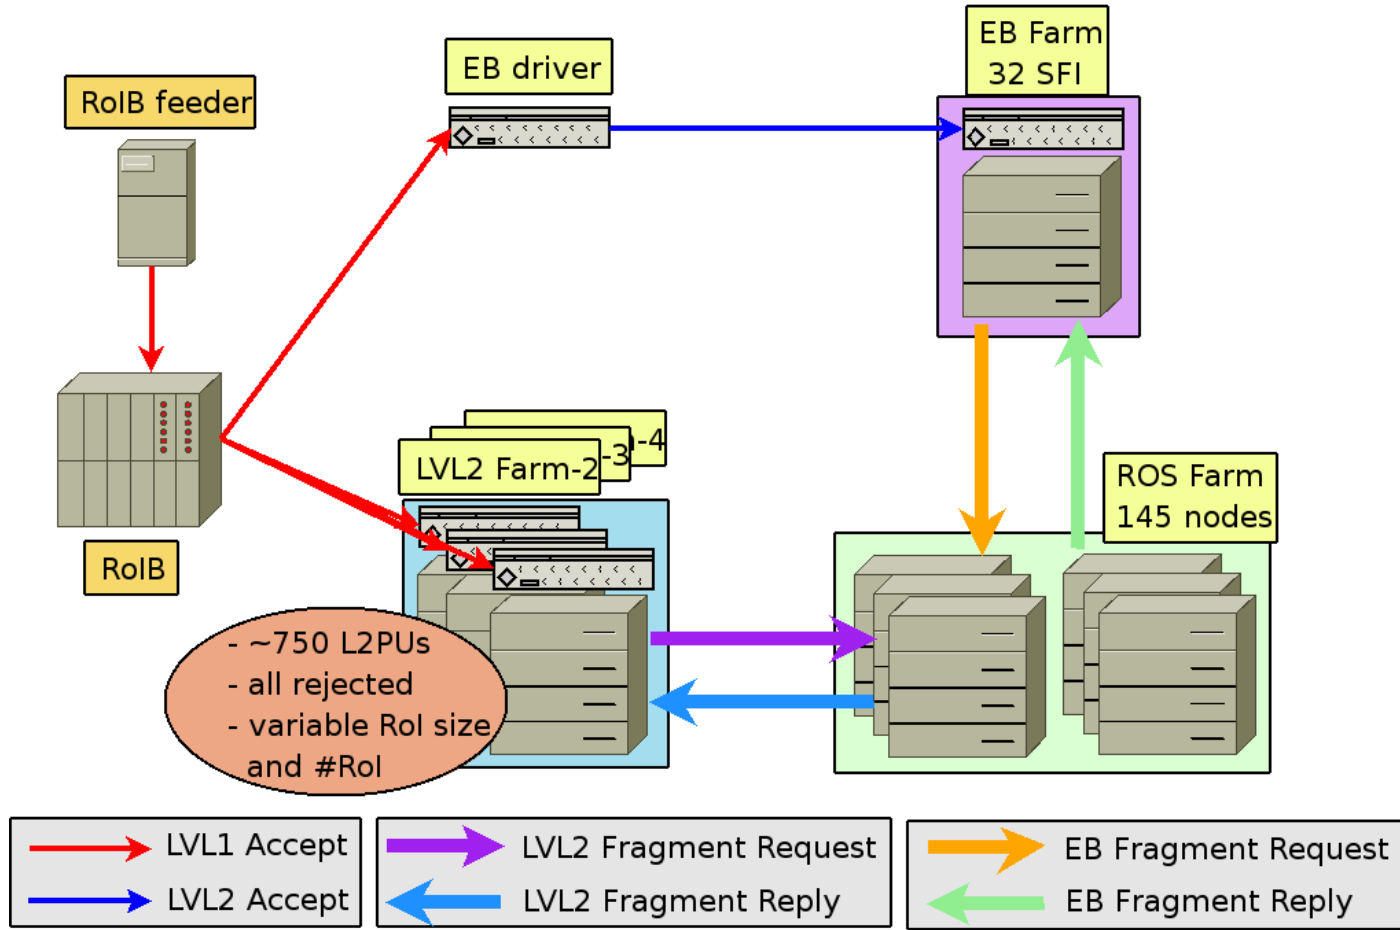 EB Farm
32 SFI
EB driver
RoIB feeder
-4
-3
LVL2 Farm-2
ROS Farm
145 nodes
RoIB
- ~750 L2PUs
- all rejected
- variable RoI size
and #RoI
LVL1 Accept
LVL2 Accept
LVL2 Fragment Request
LVL2 Fragment Reply
EB Fragment Request
EB Fragment Reply